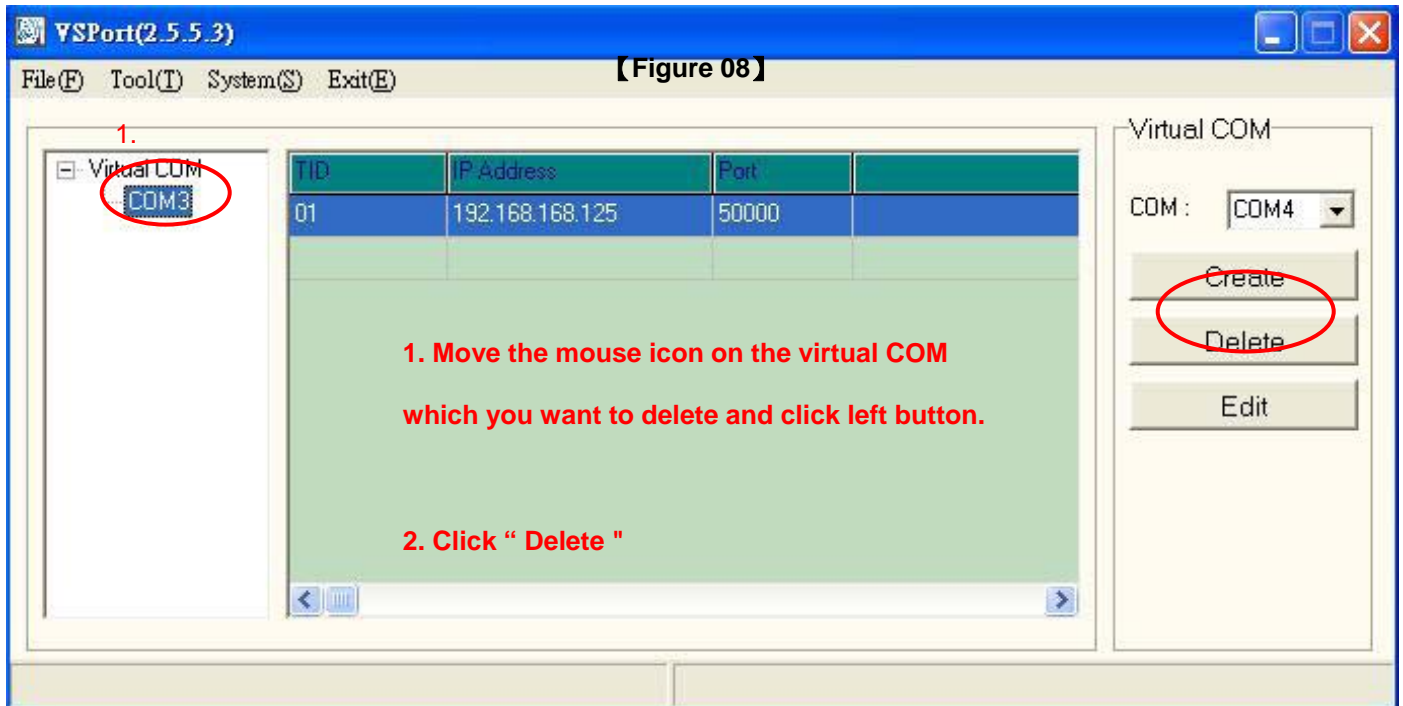 VSPort(2.5.5.3)
File(F) Tool(T) System(S) Exit(E)
【Figure 08】
1.
Virtual COM
COM3
TID IP Address Port
01 192.168.168.125 50000
1. Move the mouse icon on the virtual COM
which you want to delete and click left button.
2. Click “ Delete "
Virtual COM
COM : COM4
Create
Delete
Edit